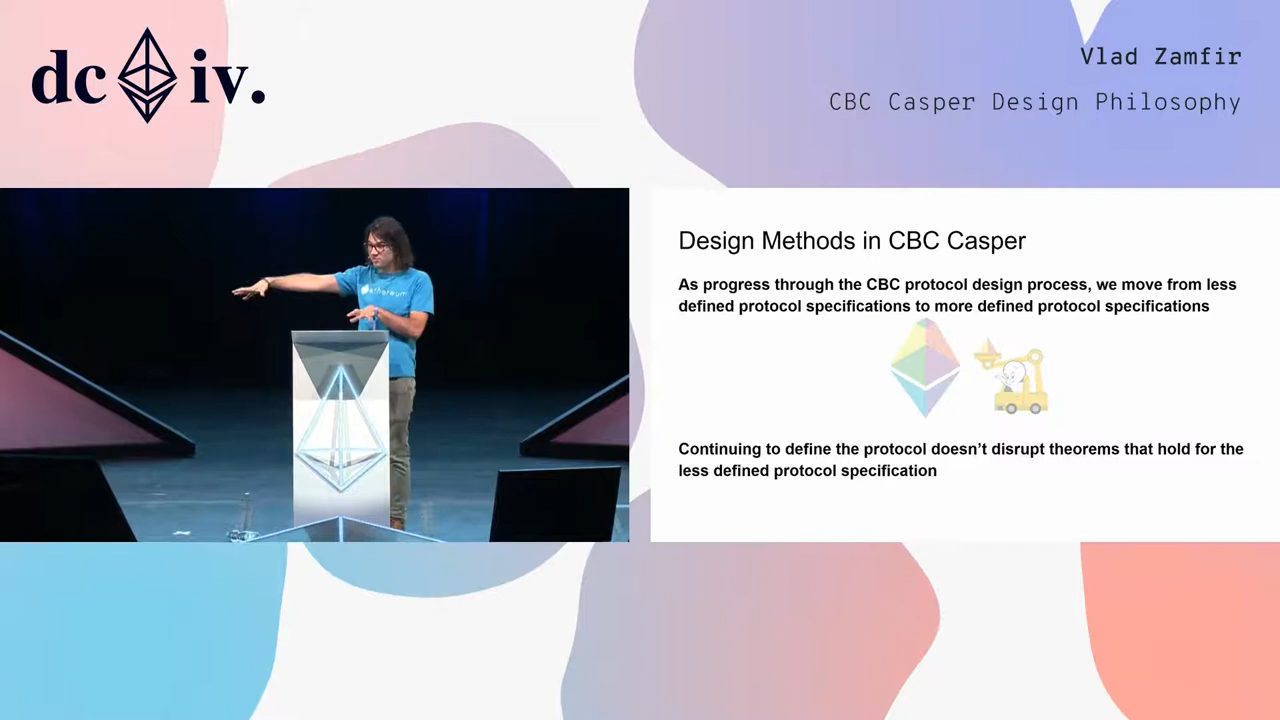 dc iv.
Vlad Zamfir
CBC Casper Design Philosophy
ethereum
Design Methods in CBC Casper
As progress through the CBC protocol design process, we move from less
defined protocol specifications to more defined protocol specifications
Continuing to define the protocol doesn’t disrupt theorems that hold for the
less defined protocol specification